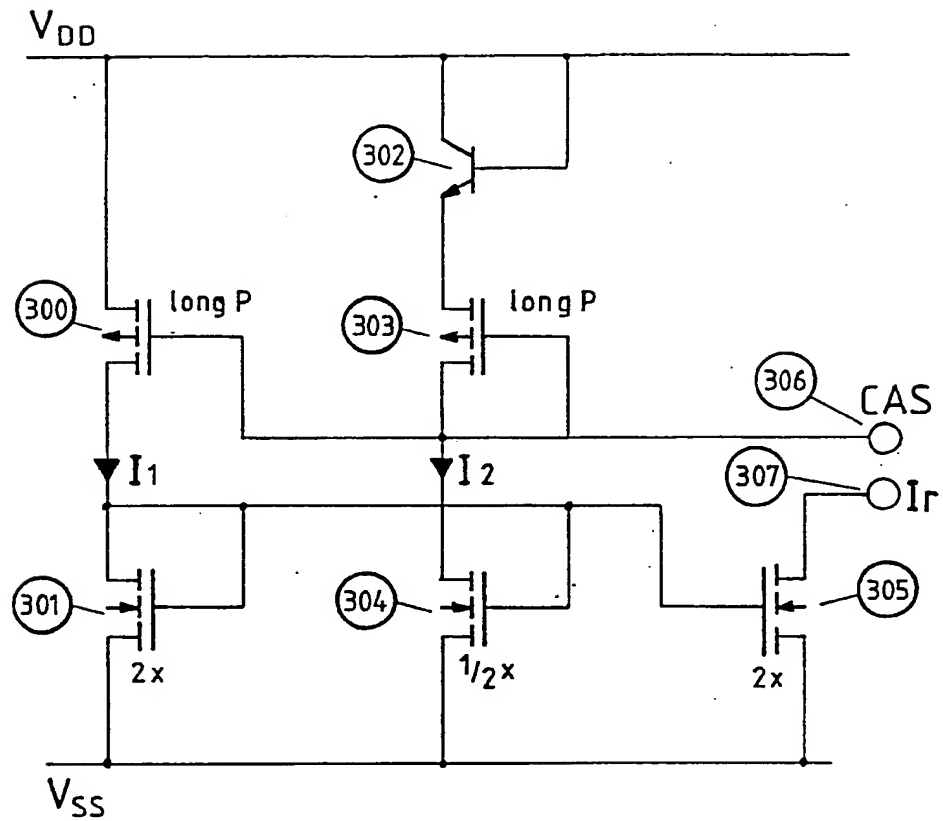 VDD
302
300
long P
303
long P
306
CAS
I1
I2
307
Ir
301
304
305
2x
1/2x
2x
VSS